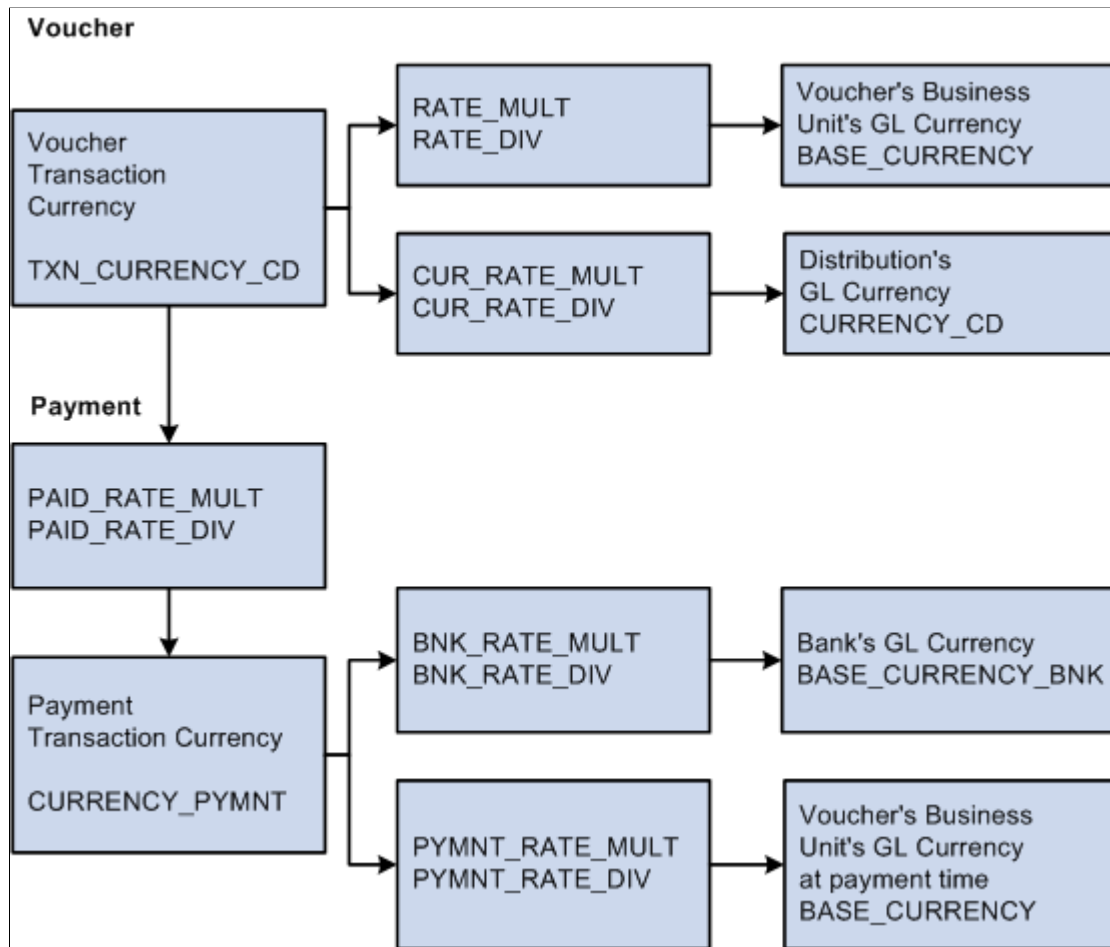 Voucher
Voucher
Transaction
Currency
TXN_CURRENCY_CD
RATE_MULT
RATE_DIV
Voucher's Business
Unit's GL Currency
BASE_CURRENCY
CUR_RATE_MULT
CUR_RATE_DIV
Distribution's
GL Currency
CURRENCY_CD
Payment
PAID_RATE_MULT
PAID_RATE_DIV
Payment
Transaction Currency
CURRENCY_PYMNT
BNK_RATE_MULT
BNK_RATE_DIV
Bank's GL Currency
BASE_CURRENCY_BNK
PYMNT_RATE_MULT
PYMNT_RATE_DIV
Voucher's Business
Unit's GL Currency
at payment time
BASE_CURRENCY